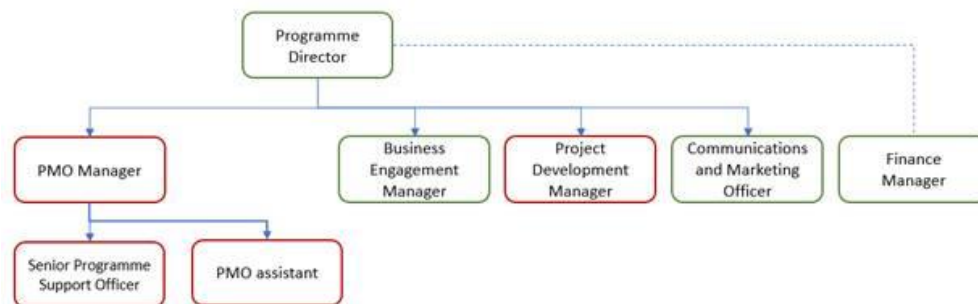 Programme
Director
PMO Manager
Business
Engagement
Manager
Project
Development
Manager
Communications
and Marketing
Officer
Finance
Manager
Senior Programme
Support Officer
PMO assistant